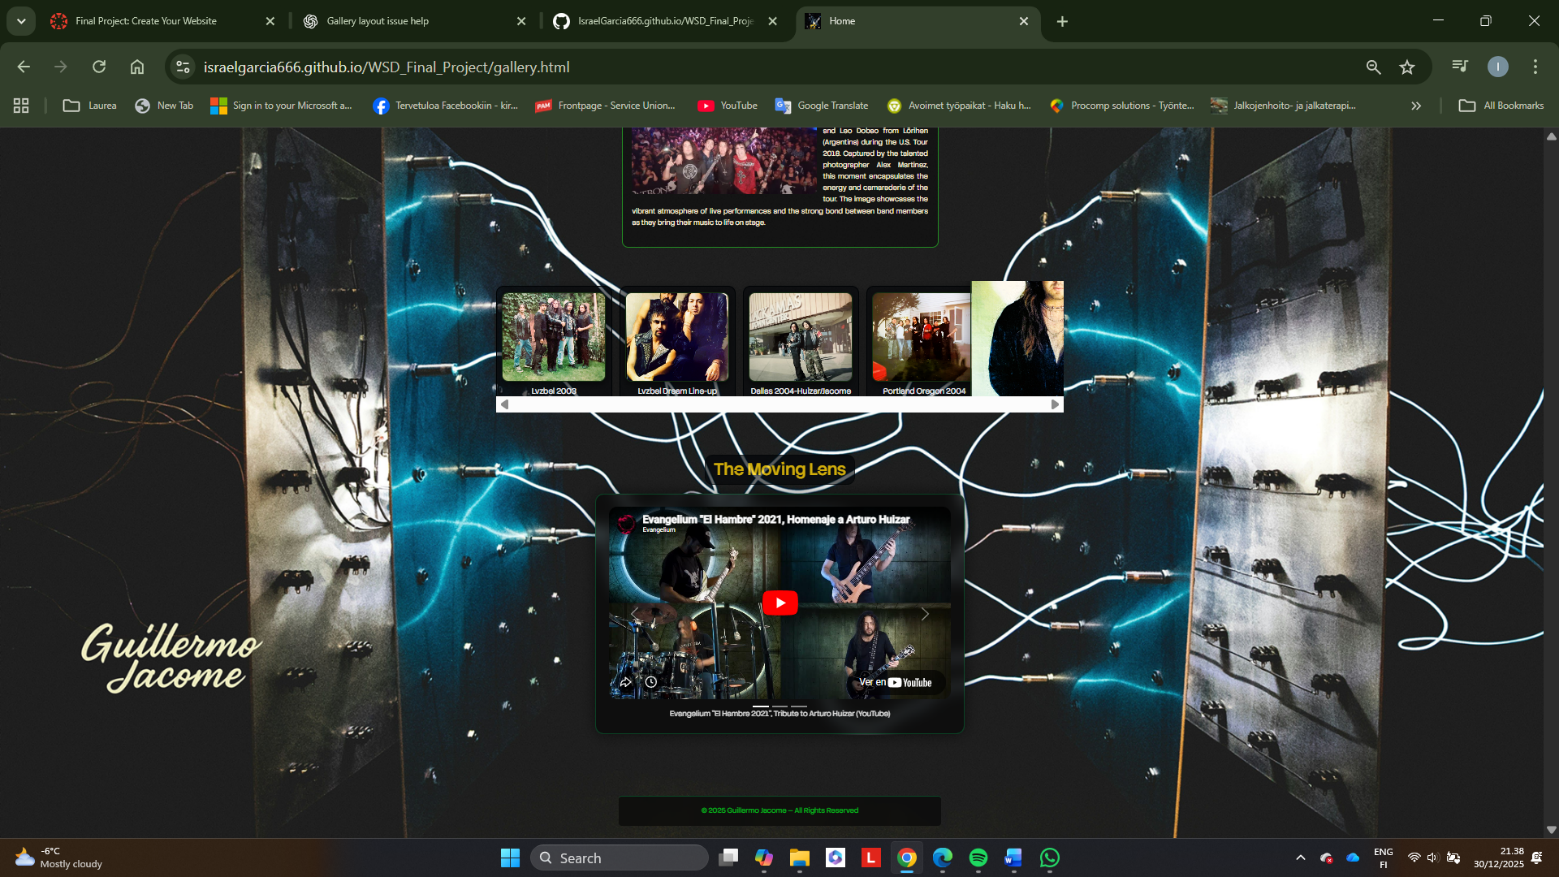 Final Project: Create Your Website
Gallery layout issue help
IsraelGarcia666.github.io/WSD_Final_Proje
Home
israelgarcia666.github.io/WSD_Final_Project/gallery.html
I
Laurea
New Tab
Sign in to your Microsoft a...
Tervetuloa Facebookiin - kir...
Frontpage - Service Union...
YouTube
Google Translate
Avoimet työpaikat - Haku h...
Procomp solutions - Työnte...
Jalkojenhoito- ja jalkaterapi...
All Bookmarks
and Leo Dobao from Lörihen
(Argentine) during the U.S. Tour
2018. Captured by the talented
photographer Alex Martinez,
this moment encapsulates the
energy and camaraderie of the
tour. The image showcases the
vibrant atmosphere of live performances and the strong bond between band members
as they bring their music to life on stage.
Lvzbel 2003
Lvzbel Dream Line-up
Dallas 2004-Huizar/Jacome
Portland Oregon 2004
The Moving Lens
Evangelium "El Hambre" 2021, Homenaje a Arturo Huizar
Evangelium
Ver en YouTube
Evangelium "El Hambre 2021", Tribute to Arturo Huizar (YouTube)
Guillermo
Jacome
© 2025 Guillermo Jacome – All Rights Reserved
-6°C
Mostly cloudy
Search
L
ENG
FI
21.38
30/12/2025